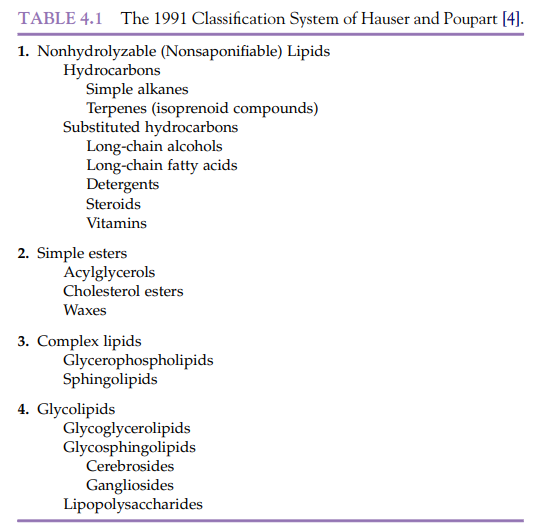 TABLE 4.1 The 1991 Classification System of Hauser and Poupart [4].
1. Nonhydrolyzable (Nonsaponifiable) Lipids
Hydrocarbons
Simple alkanes
Terpenes (isoprenoid compounds)
Substituted hydrocarbons
Long-chain alcohols
Long-chain fatty acids
Detergents
Steroids
Vitamins
2. Simple esters
Acylglycerols
Cholesterol esters
Waxes
3. Complex lipids
Glycerophospholipids
Sphingolipids
4. Glycolipids
Glycoglycerolipids
Glycosphingolipids
Cerebrosides
Gangliosides
Lipopolysaccharides